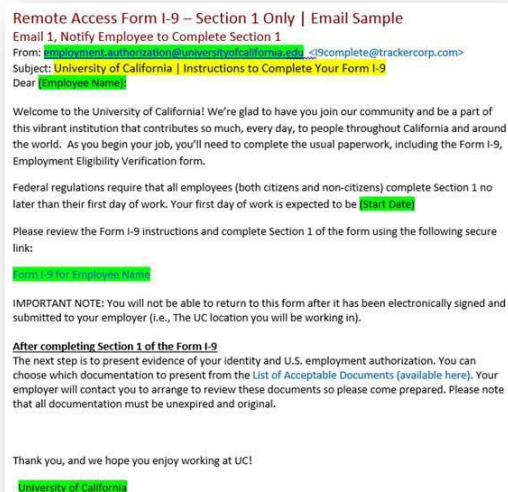 Remote Access Form I-9 – Section 1 Only | Email Sample
Email 1, Notify Employee to Complete Section 1
From: employment.authorization@universityofcalifornia.edu <I9complete@trackercorp.com>
Subject: University of California | Instructions to Complete Your Form I-9
Dear (Employee Name):
Welcome to the University of California! We're glad to have you join our community and be a part of
this vibrant institution that contributes so much, every day, to people throughout California and around
the world. As you begin your job, you'll need to complete the usual paperwork, including the Form I-9,
Employment Eligibility Verification form.
Federal regulations require that all employees (both citizens and non-citizens) complete Section 1 no
later than their first day of work. Your first day of work is expected to be (Start Date)
Please review the Form I-9 instructions and complete Section 1 of the form using the following secure
link:
Form I-9 for Employee Name
IMPORTANT NOTE: You will not be able to return to this form after it has been electronically signed and
submitted to your employer (i.e., The UC location you will be working in).
After completing Section 1 of the Form I-9
The next step is to present evidence of your identity and U.S. employment authorization. You can
choose which documentation to present from the List of Acceptable Documents (available here). Your
employer will contact you to arrange to review these documents so please come prepared. Please note
that all documentation must be unexpired and original.
Thank you, and we hope you enjoy working at UC!
University of California